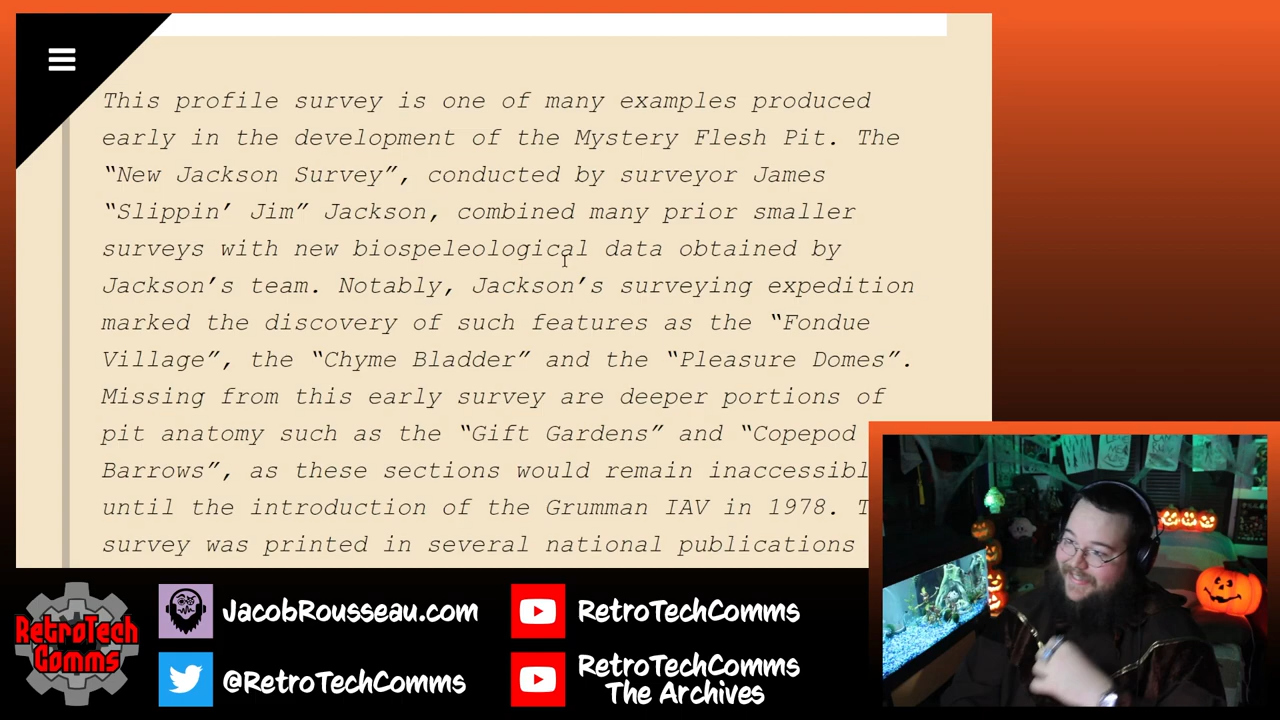 This profile survey is one of many examples produced
early in the development of the Mystery Flesh Pit. The
“New Jackson Survey”, conducted by surveyor James
“Slippin’ Jim” Jackson, combined many prior smaller
surveys with new biospeleological data obtained by
Jackson’s team. Notably, Jackson’s surveying expedition
marked the discovery of such features as the “Fondue
Village”, the “Chyme Bladder” and the “Pleasure Domes”.
Missing from this early survey are deeper portions of
pit anatomy such as the “Gift Gardens” and “Copepod
Barrows”, as these sections would remain
until the introduction of the Grumman IAV in 1978.
survey was printed in several national publications
RetroTech
Comms
JacobRousseau.com
@RetroTechComms
RetroTechComms
RetroTechComms
The Archives